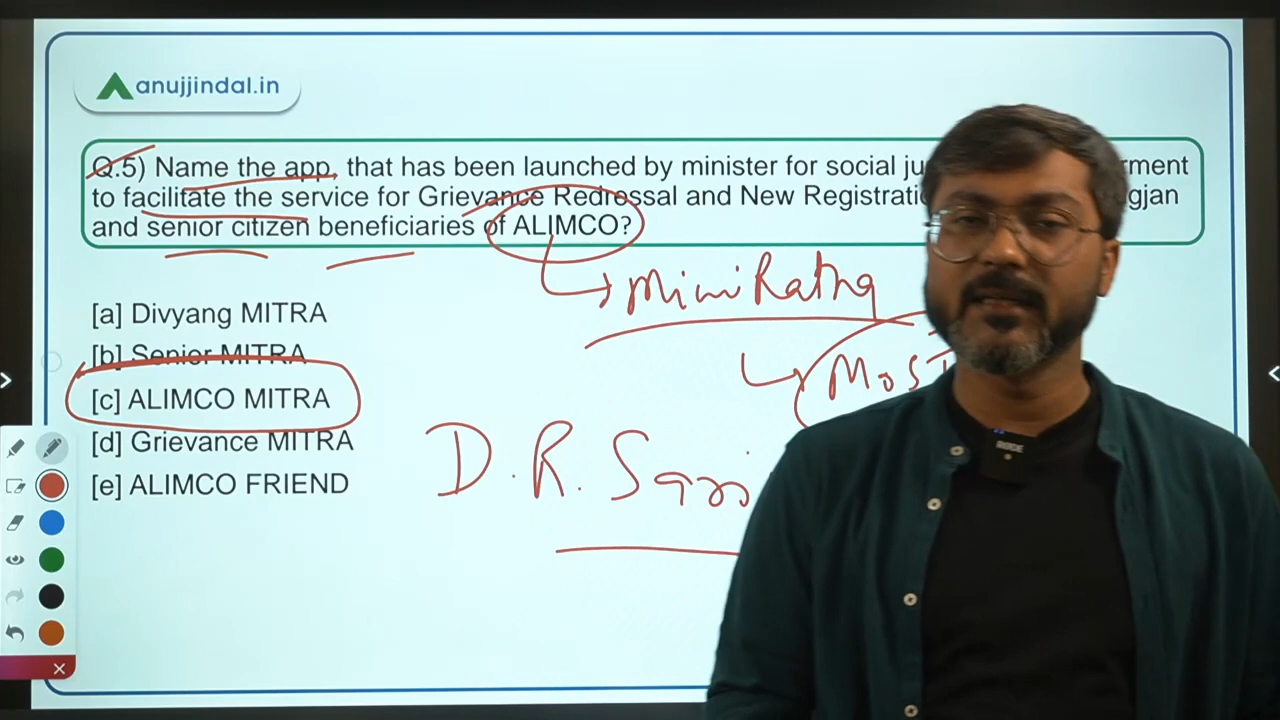 anujjindal.in
Q.5) Name the app, that has been launched by minister for social
to facilitate the service for Grievance Redressal and New
and senior citizen beneficiaries of ALIMCO?
Mini Ratna
[a] Divyang MITRA
[b] Senior MITRA
[c] ALIMCO MITRA
[d] Grievance MITRA
D.R.
[e] ALIMCO FRIEND
GUIDE